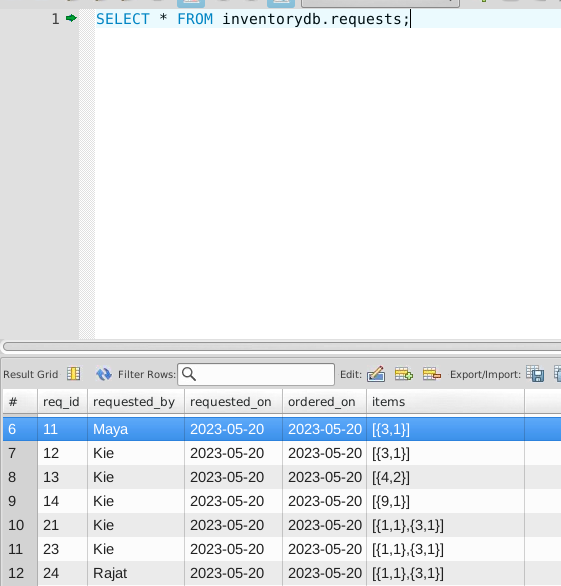 1 SELECT * FROM inventorydb.requests;
Result Grid Filter Rows: Edit: Export/Import:
# req_id requested_by requested_on ordered_on items
6 11 Maya 2023-05-20 2023-05-20 [{3,1}]
7 12 Kie 2023-05-20 2023-05-20 [{3,1}]
8 13 Kie 2023-05-20 2023-05-20 [{4,2}]
9 14 Kie 2023-05-20 2023-05-20 [{9,1}]
10 21 Kie 2023-05-20 2023-05-20 [{1,1},{3,1}]
11 23 Kie 2023-05-20 2023-05-20 [{1,1},{3,1}]
12 24 Rajat 2023-05-20 2023-05-20 [{1,1},{3,1}]